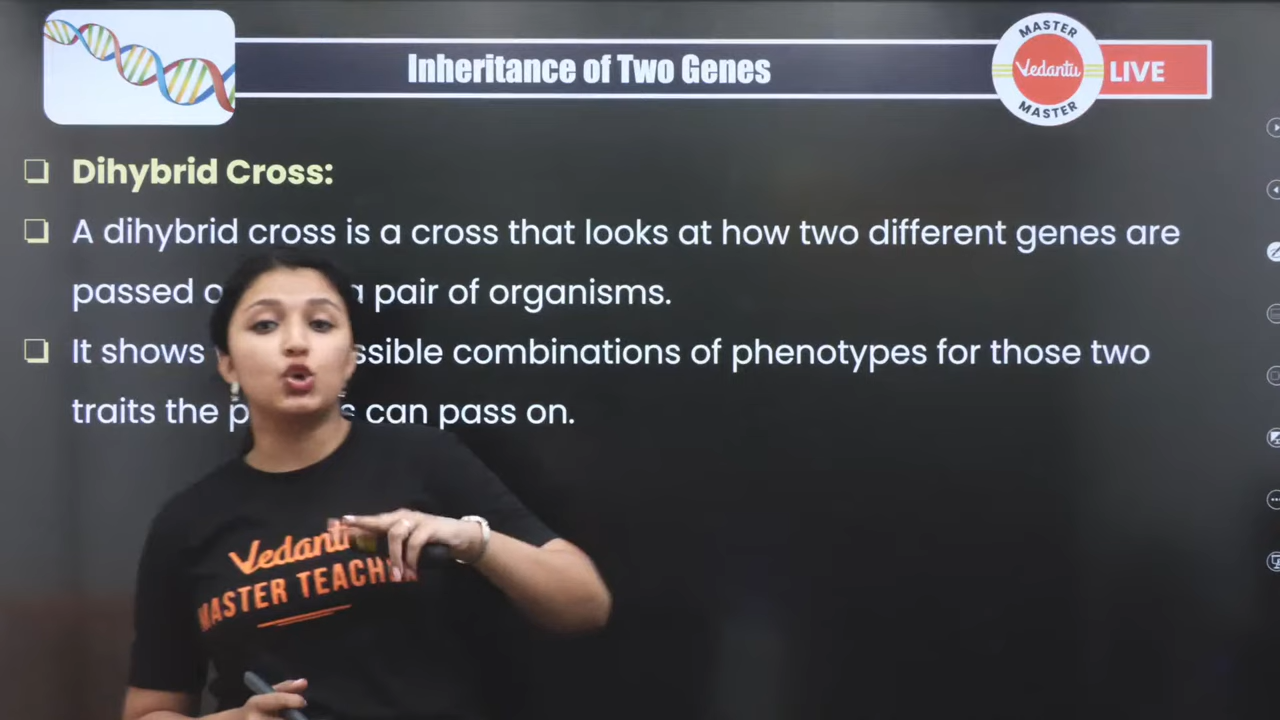 Inheritance of Two Genes
MASTER
Vedantu
MASTER
LIVE
Dihybrid Cross:
A dihybrid cross is a cross that looks at how two different genes are
passed a pair of organisms.
It shows combinations of phenotypes for those two
traits the can pass on.
Vedantu
MASTER TEACHER